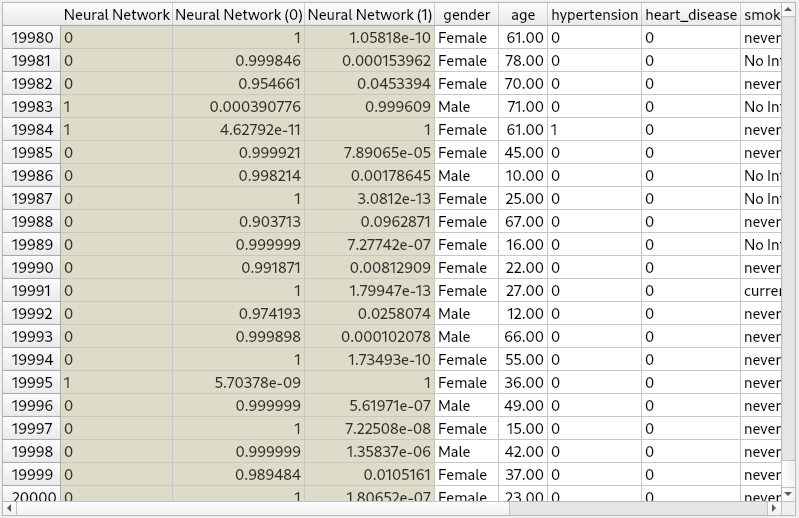 Neural Network Neural Network (0) Neural Network (1) gender age hypertension heart_disease smok
19980 0 1 1.05818e-10 Female 61.00 0 0 never
19981 0 0.999846 0.000153962 Female 78.00 0 0 No Inf
19982 0 0.954661 0.0453394 Female 70.00 0 0 never
19983 1 0.000390776 0.999609 Male 71.00 0 0 No Inf
19984 1 4.62792e-11 1 Female 61.00 1 0 never
19985 0 0.999921 7.89065e-05 Female 45.00 0 0 never
19986 0 0.998214 0.00178645 Male 10.00 0 0 No Inf
19987 0 1 3.0812e-13 Female 25.00 0 0 No Inf
19988 0 0.903713 0.0962871 Female 67.00 0 0 never
19989 0 0.999999 7.27742e-07 Female 16.00 0 0 No Inf
19990 0 0.991871 0.00812909 Female 22.00 0 0 never
19991 0 1 1.79947e-13 Female 27.00 0 0 curren
19992 0 0.974193 0.0258074 Male 12.00 0 0 never
19993 0 0.999898 0.000102078 Male 66.00 0 0 never
19994 0 1 1.73493e-10 Female 55.00 0 0 never
19995 1 5.70378e-09 1 Female 36.00 0 0 never
19996 0 0.999999 5.61971e-07 Male 49.00 0 0 never
19997 0 1 7.22508e-08 Female 15.00 0 0 never
19998 0 0.999999 1.35837e-06 Male 42.00 0 0 never
19999 0 0.989484 0.0105161 Female 37.00 0 0 never
20000 0 1 1.80652e-07 Female 23.00 0 0 never